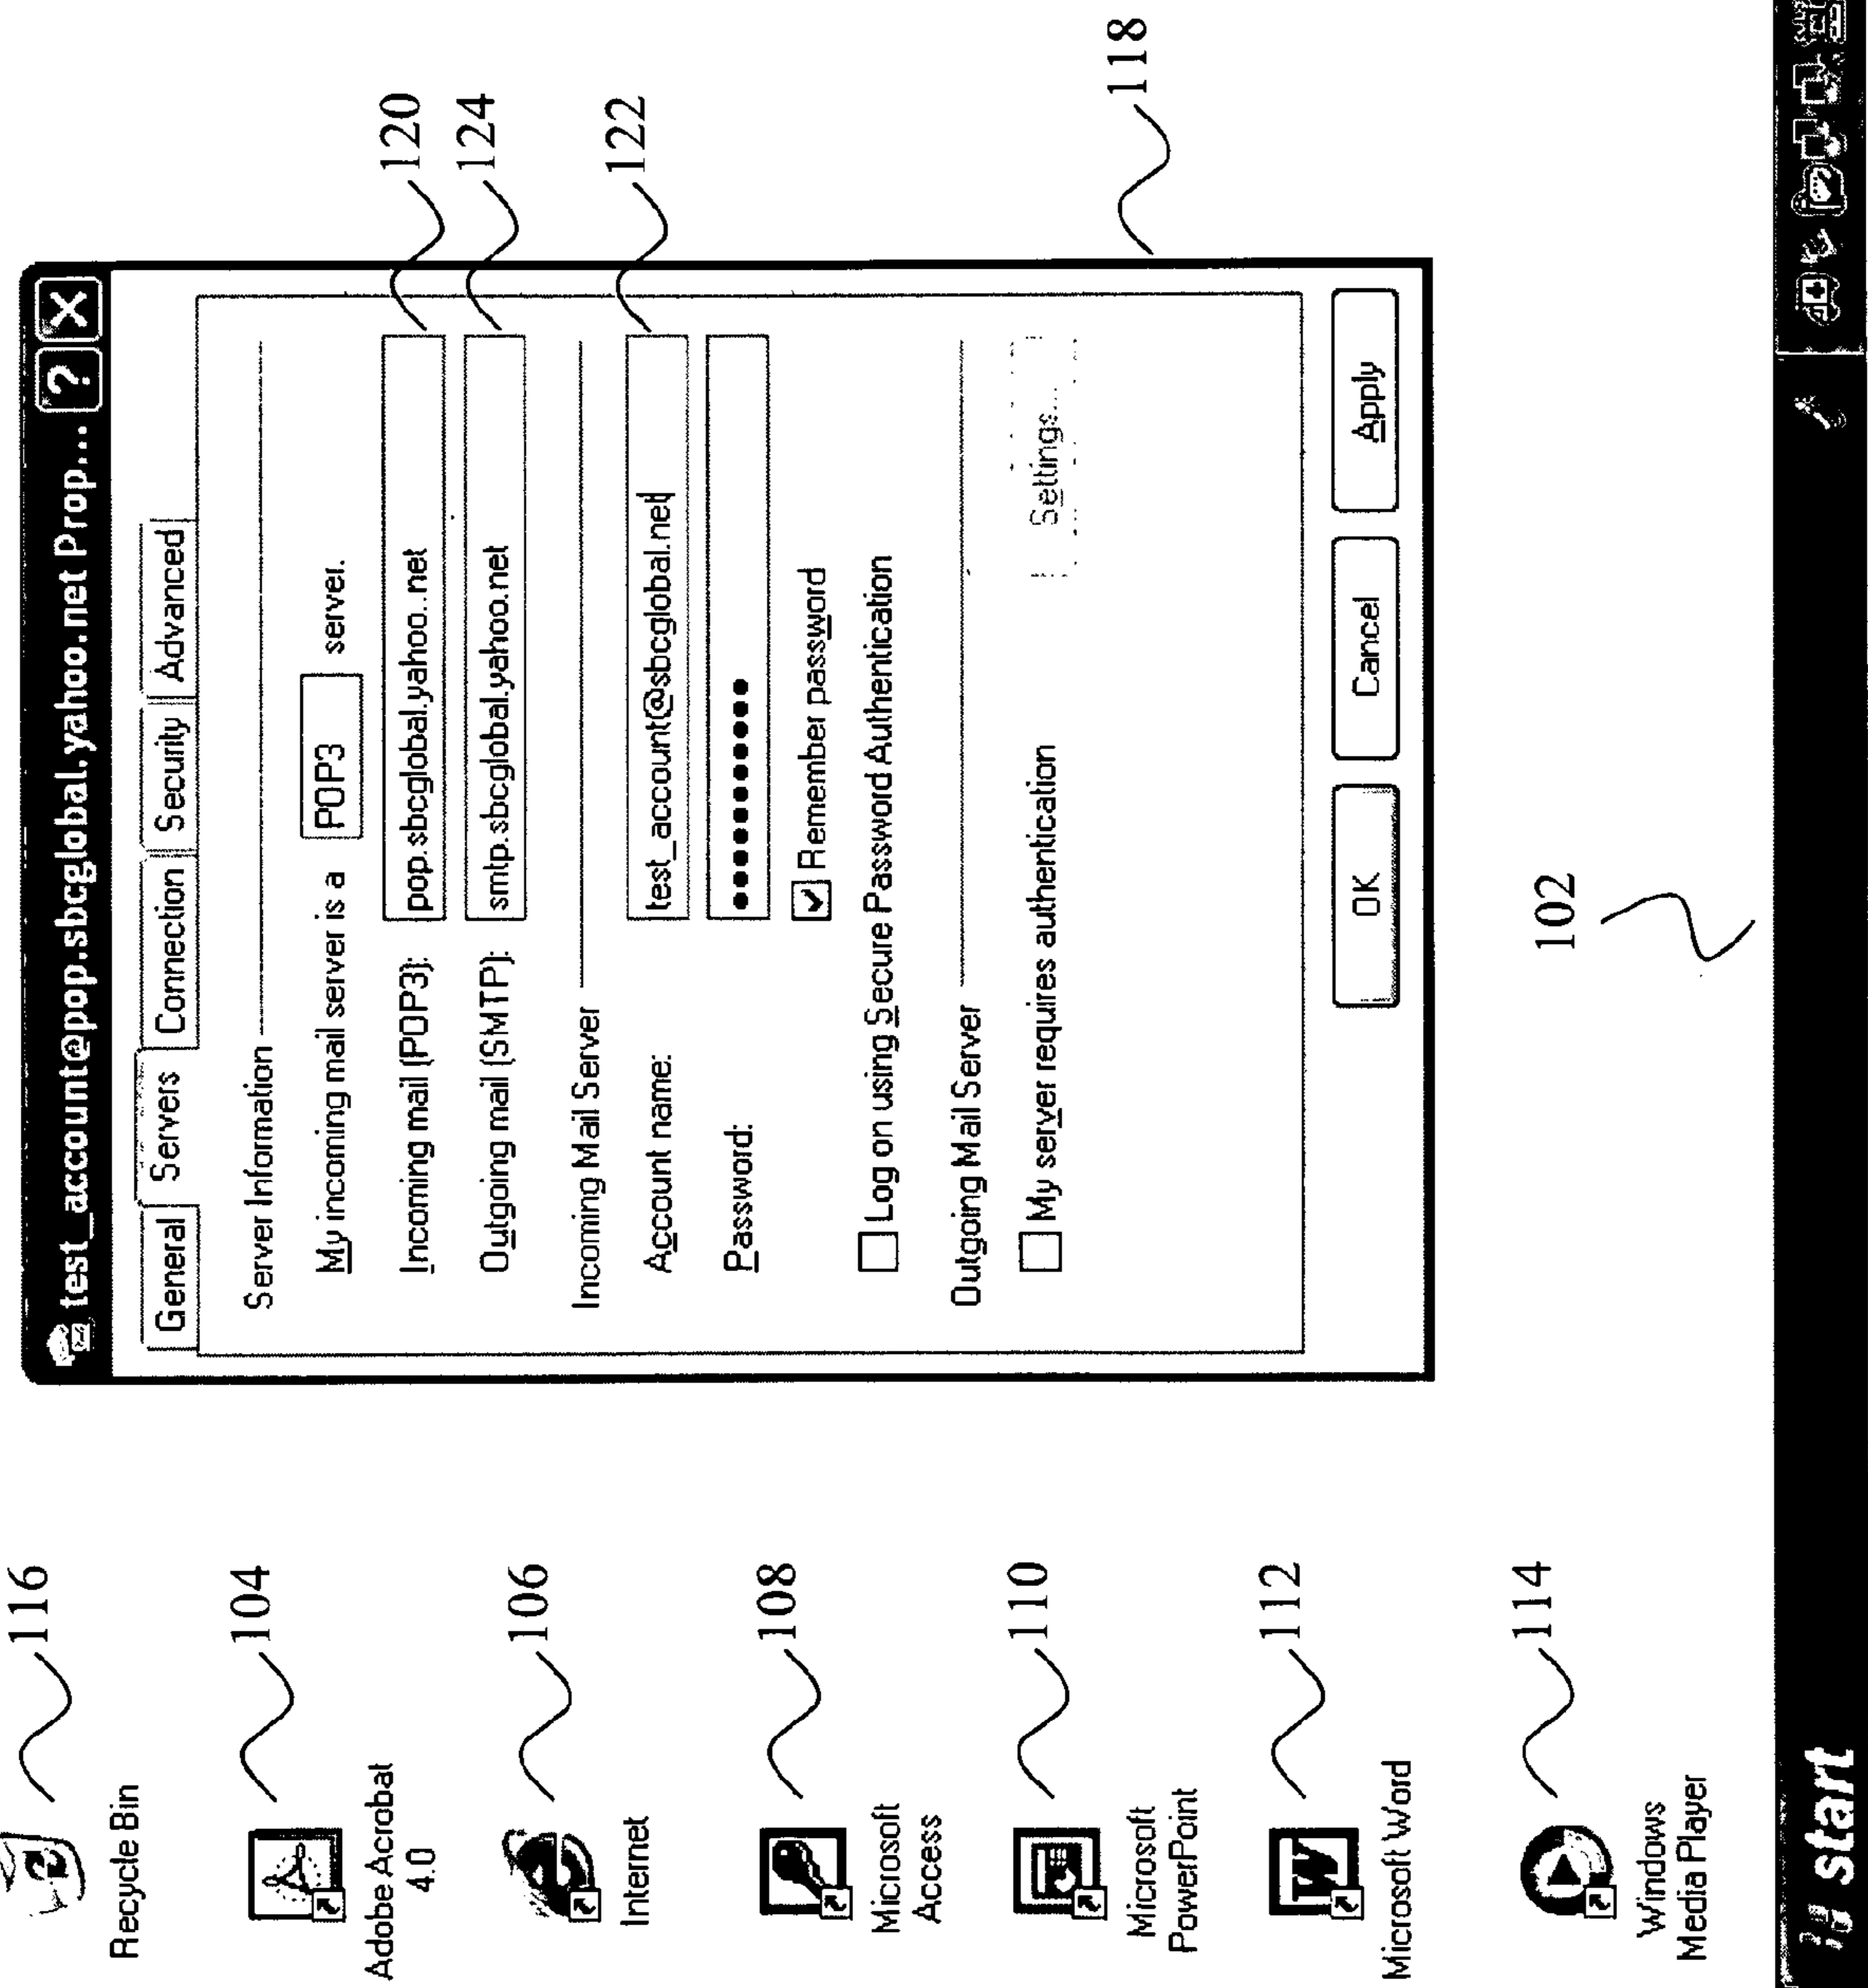 116
Recycle Bin
104
Adobe Acrobat
4.0
106
Internet
108
Microsoft
Access
110
Microsoft
PowerPoint
112
Microsoft Word
114
Windows
Media Player
test_account@pop.sbcglobal.yahoo.net Prop... ? X
General Servers Connection Security Advanced
Server Information
My incoming mail server is a POP3 server.
Incoming mail (POP3): pop.sbcglobal.yahoo..net
120
Outgoing mail (SMTP): smtp.sbcglobal.yahoo.net
124
Incoming Mail Server
Account name: test_account@sbcglobal.net
122
Password: ••••••••••••
Remember password
Log on using Secure Password Authentication
Outgoing Mail Server
My server requires authentication Settings...
118
OK Cancel Apply
102
start